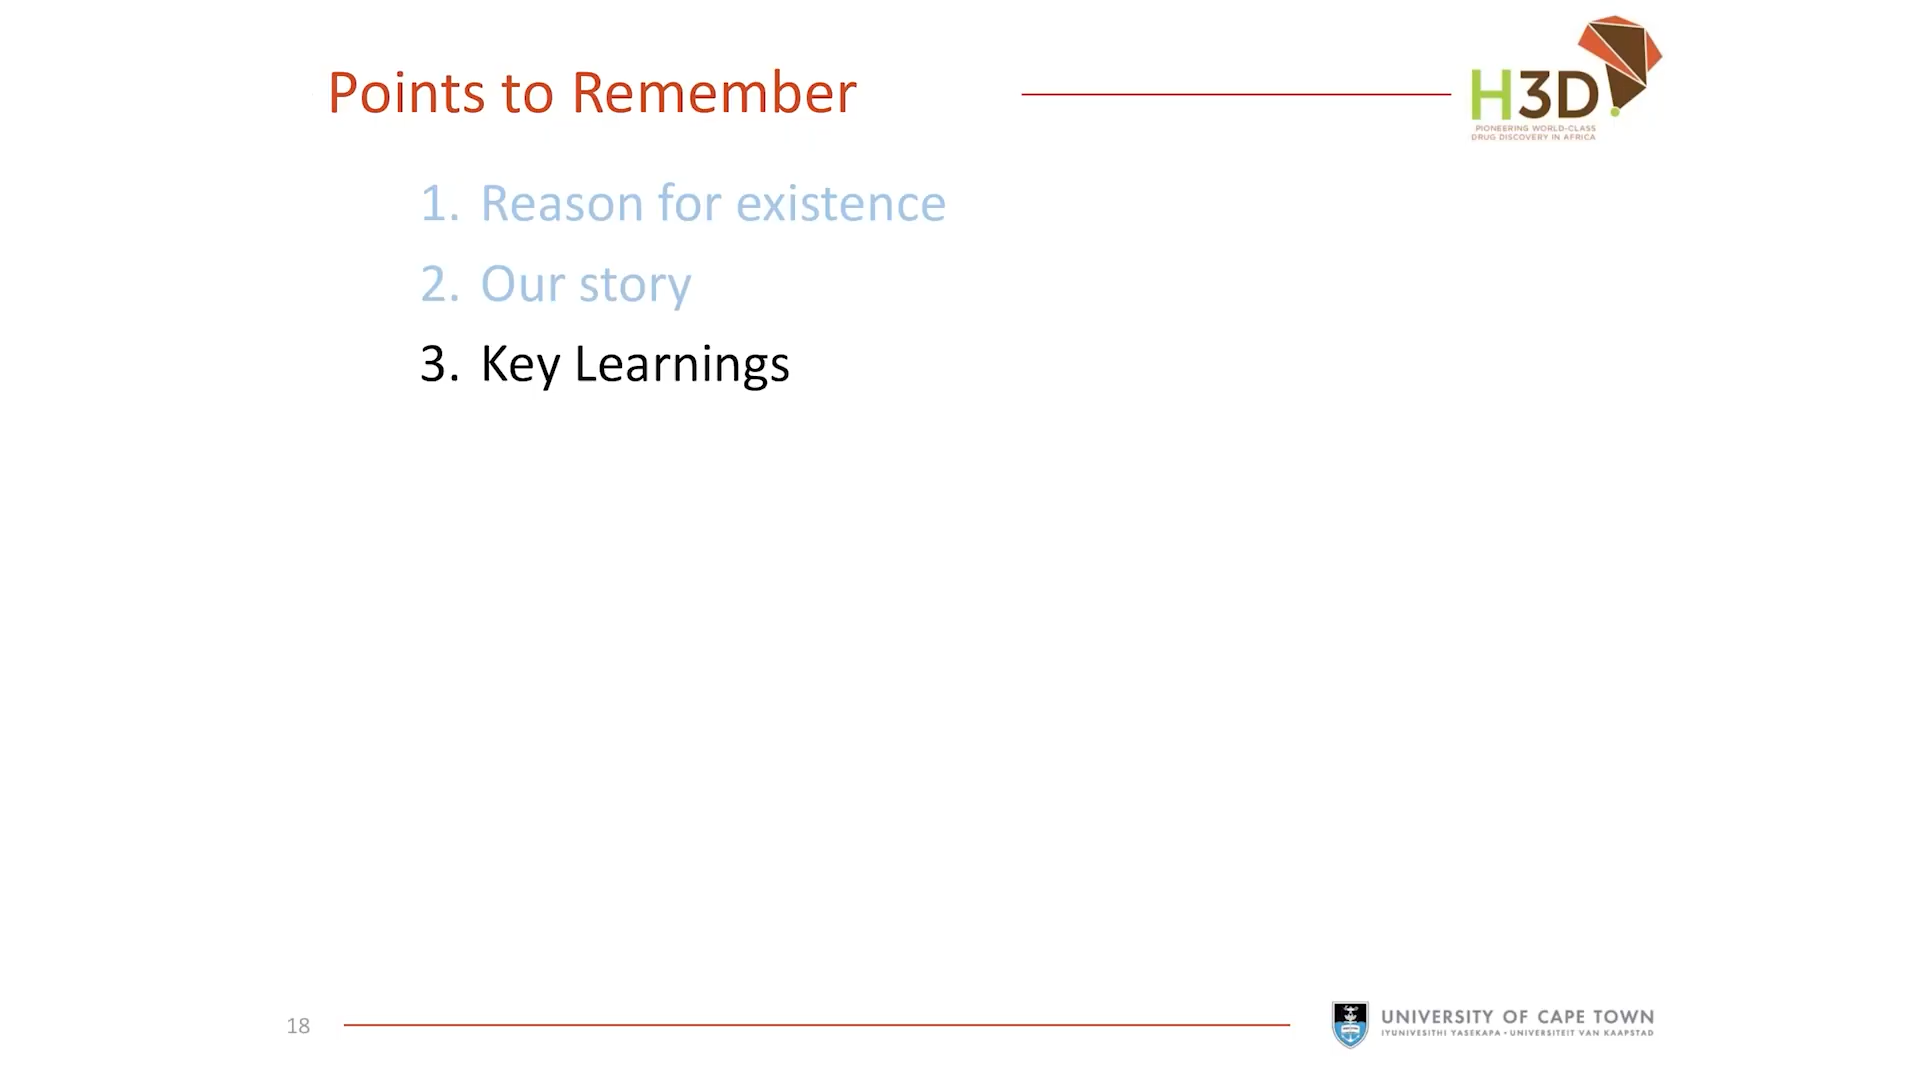 Points to Remember
H3D
PIONEERING WORLD-CLASS
DRUG DISCOVERY IN AFRICA
1. Reason for existence
2. Our story
3. Key Learnings
18
UNIVERSITY OF CAPE TOWN
IYUNIVESITHI YASEKAPA • UNIVERSITEIT VAN KAAPSTAD